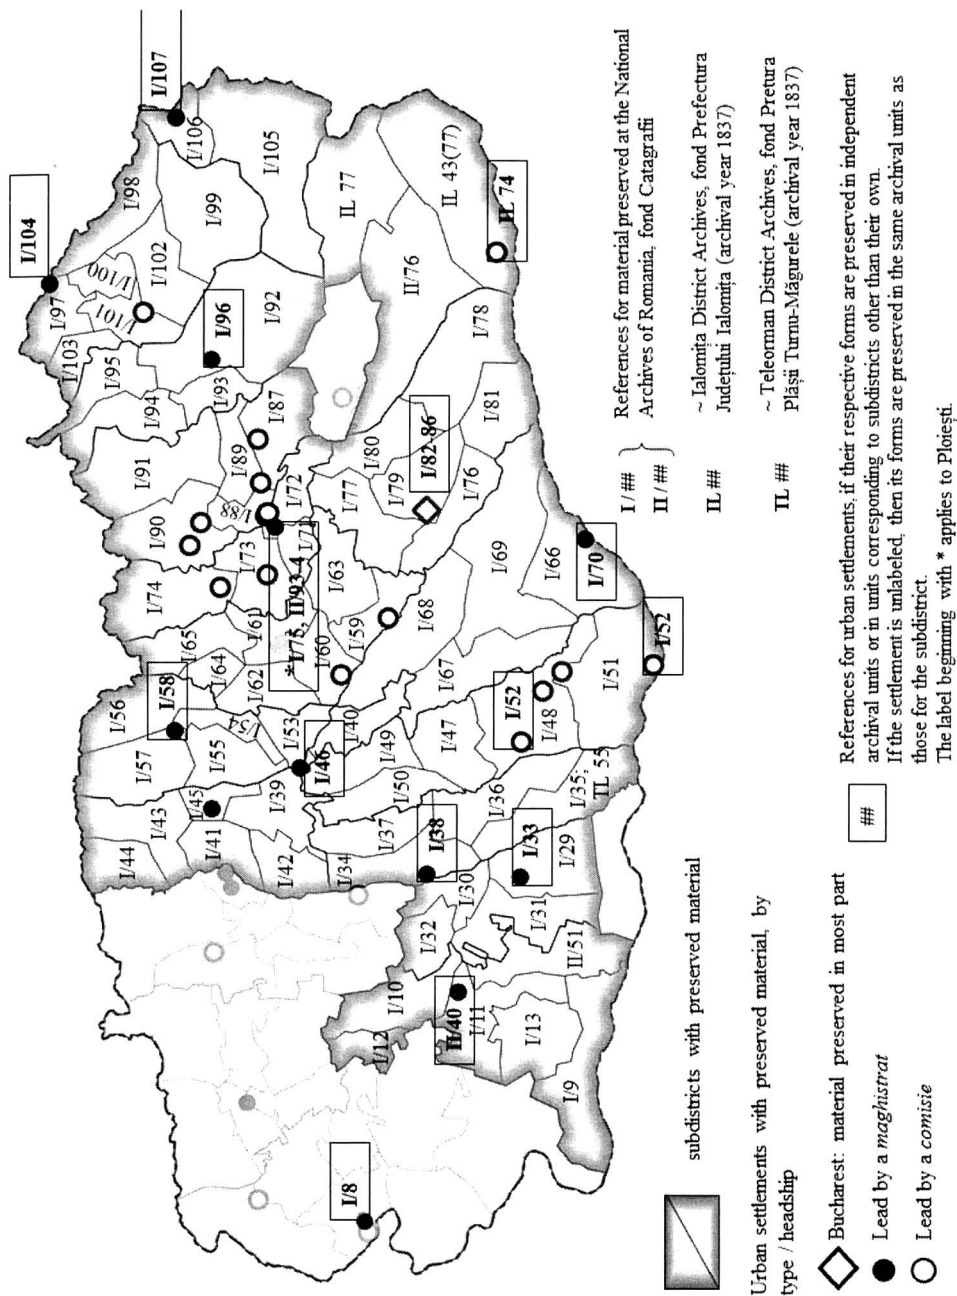 I/107
I/104
I/106
I/98
I/105
I/99
I/102
I/100
I/101
I/97
I/103
I/95
I/96
I/92
I/94
I/93
I/91
I/87
I/89
I/88
I/90
I/72
I/71
I/73
I/74
I/61
I/63
*I/75, II/93-4
I/65
I/64
I/62
I/60
I/59
I/58
I/56
I/57
I/54
I/55
I/53
I/40
I/46
I/43
I/45
I/39
I/44
I/41
I/42
I/34
IL 77
IL 43(77)
IL 74
II/76
I/78
I/80
I/81
I/82-86
I/77
I/79
I/76
I/69
I/66
I/70
I/68
I/67
I/52
I/51
I/52
I/48
I/47
I/49
I/50
I/36
I/35
TL 55
I/37
I/38
I/33
I/29
I/30
I/31
I/32
II/51
I/10
I/11
II/40
I/12
I/13
I/9
I/8
subdistricts with preserved material
Urban settlements with preserved material, by
type / headship
Bucharest: material preserved in most part
Lead by a maghistrat
Lead by a comisie
I / ##
II / ##
References for material preserved at the National
Archives of Romania, fond Catagrafii
IL ##
~ Ialomița District Archives, fond Prefectura
Județului Ialomița (archival year 1837)
TL ##
~ Teleorman District Archives, fond Pretura
Plășii Turnu-Măgurele (archival year 1837)
##
References for urban settlements, if their respective forms are preserved in independent
archival units or in units corresponding to subdistricts other than their own.
If the settlement is unlabeled, then its forms are preserved in the same archival units as
those for the subdistrict.
The label beginning with * applies to Ploiești.